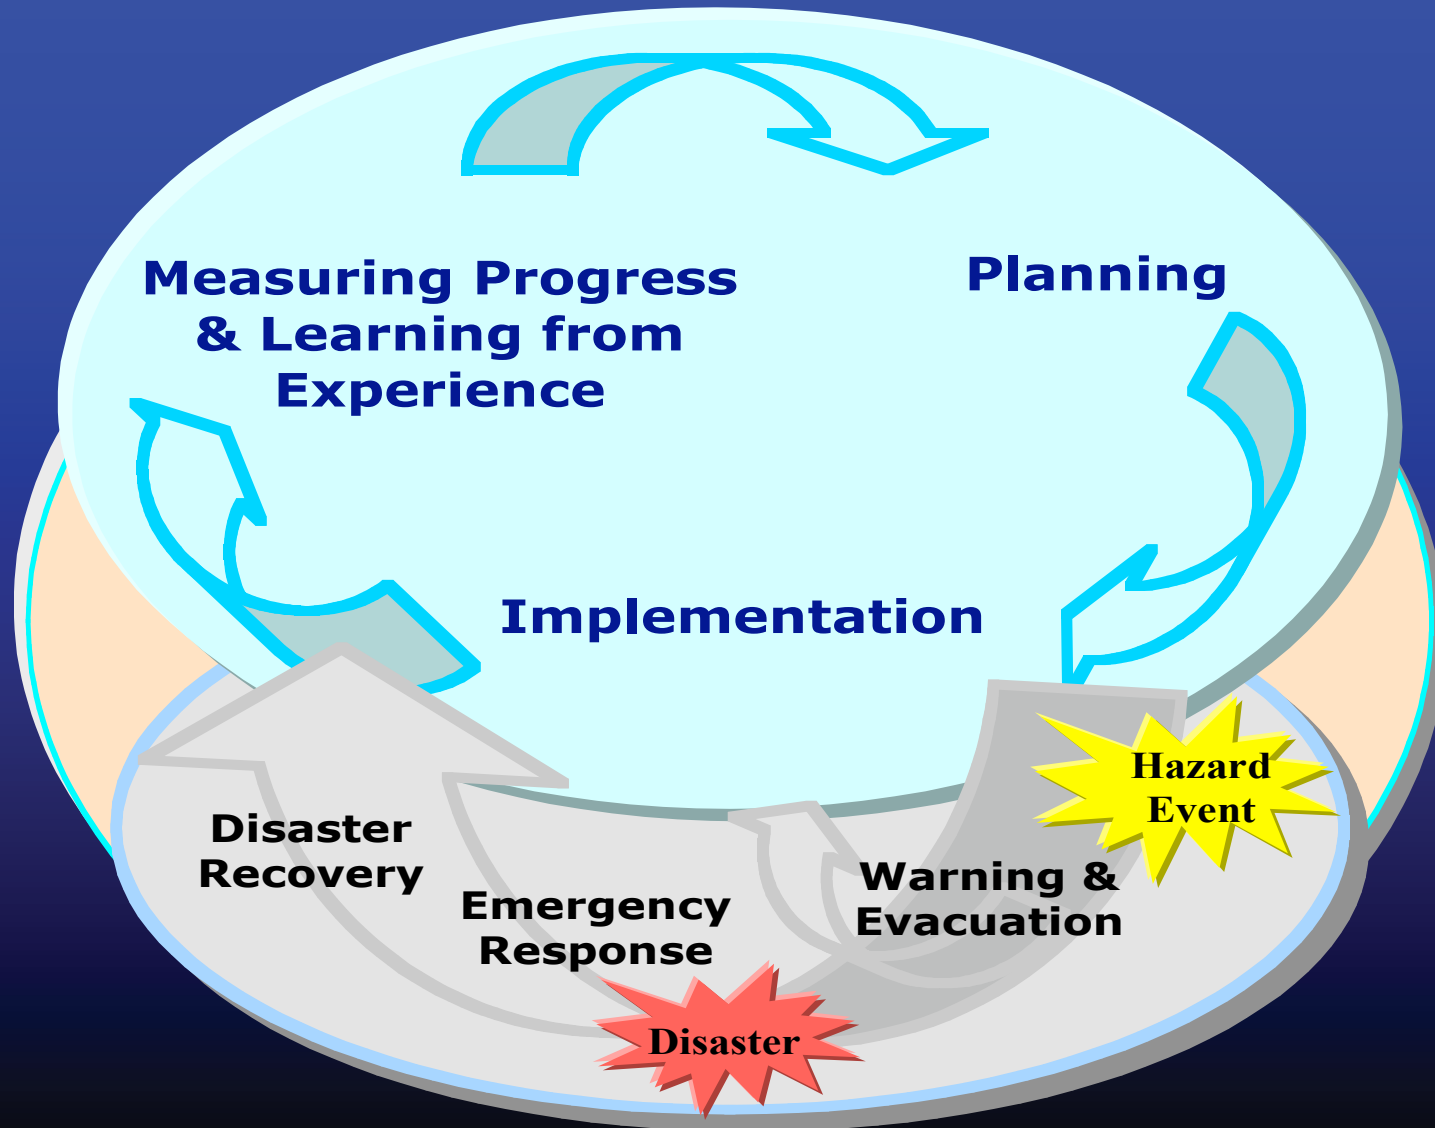 Measuring Progress
& Learning from
Experience
Planning
Implementation
Hazard
Event
Disaster
Recovery
Emergency
Response
Warning &
Evacuation
Disaster